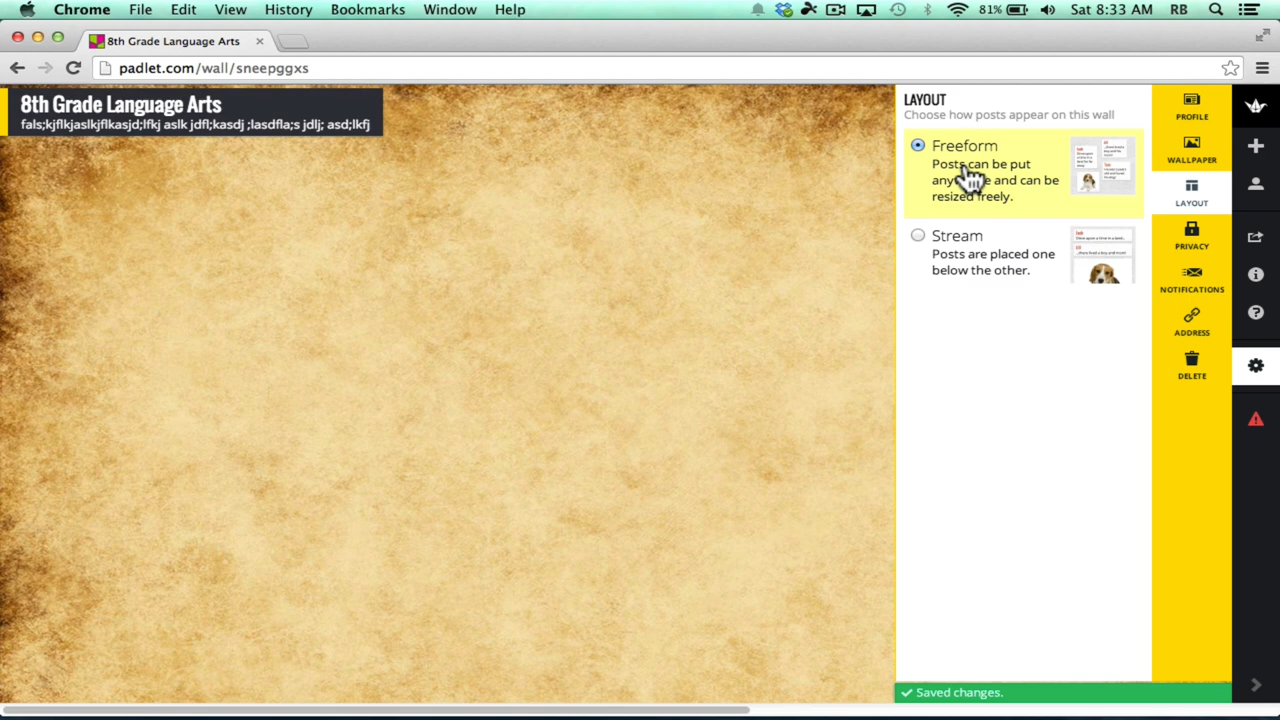 Chrome File Edit View History Bookmarks Window Help 81% Sat 8:33 AM RB
8th Grade Language Arts
padlet.com/wall/sneepggxs
8th Grade Language Arts
fals;kjflkjaslkjflkasjd;lfkj aslk jdfl;kasdj ;lasdfla;s jdlj; asd;lkfj
LAYOUT
Choose how posts appear on this wall
Freeform
Posts can be put
and can be
resized freely.
Stream
Posts are placed one
below the other.
PROFILE
WALLPAPER
LAYOUT
PRIVACY
NOTIFICATIONS
ADDRESS
DELETE
Saved changes.